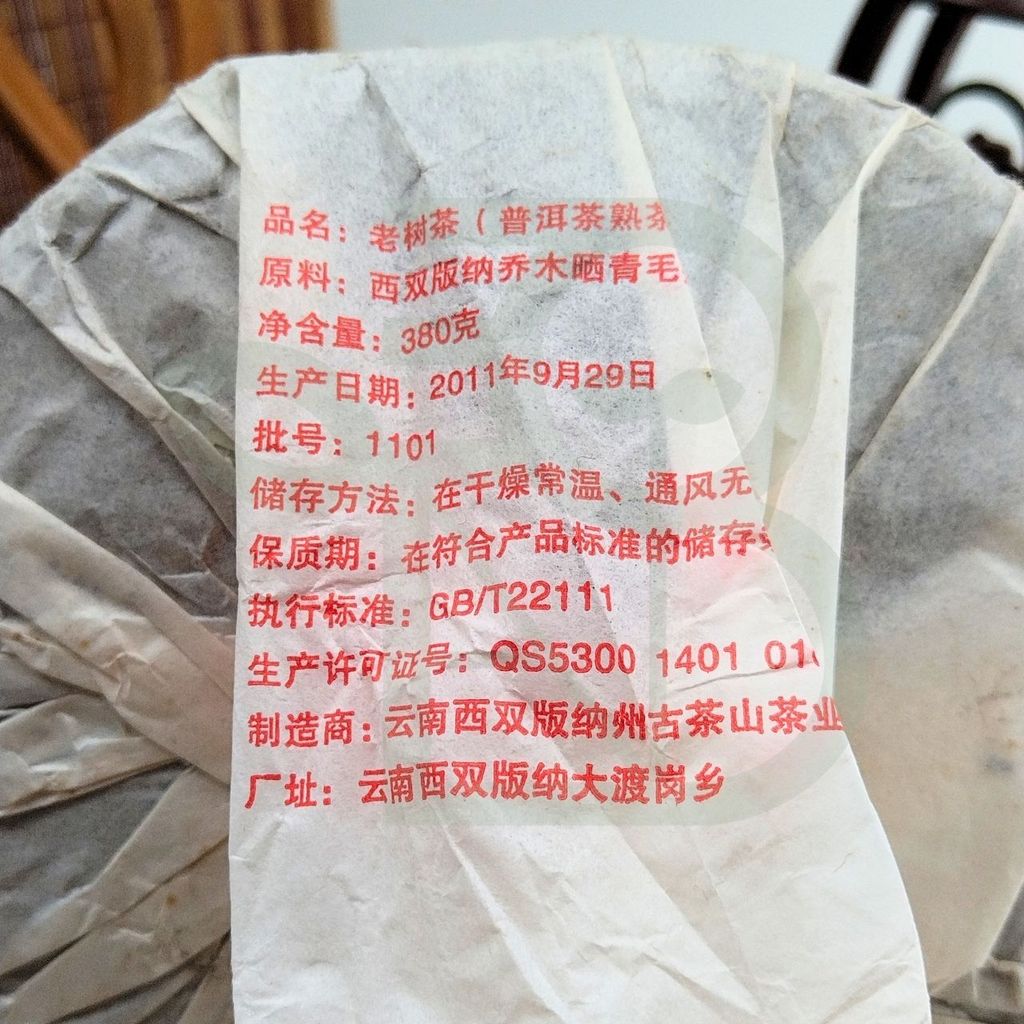 品名：老树茶（普洱茶熟茶
原料：西双版纳乔木晒青毛
净含量：380克
生产日期：2011年9月29日
批号：1101
储存方法：在干燥常温、通风无
保质期：在符合产品标准的储存
执行标准：GB/T22111
生产许可证号：QS5300 1401 01
制造商：云南西双版纳州古茶山茶业
厂址：云南西双版纳大渡岗乡